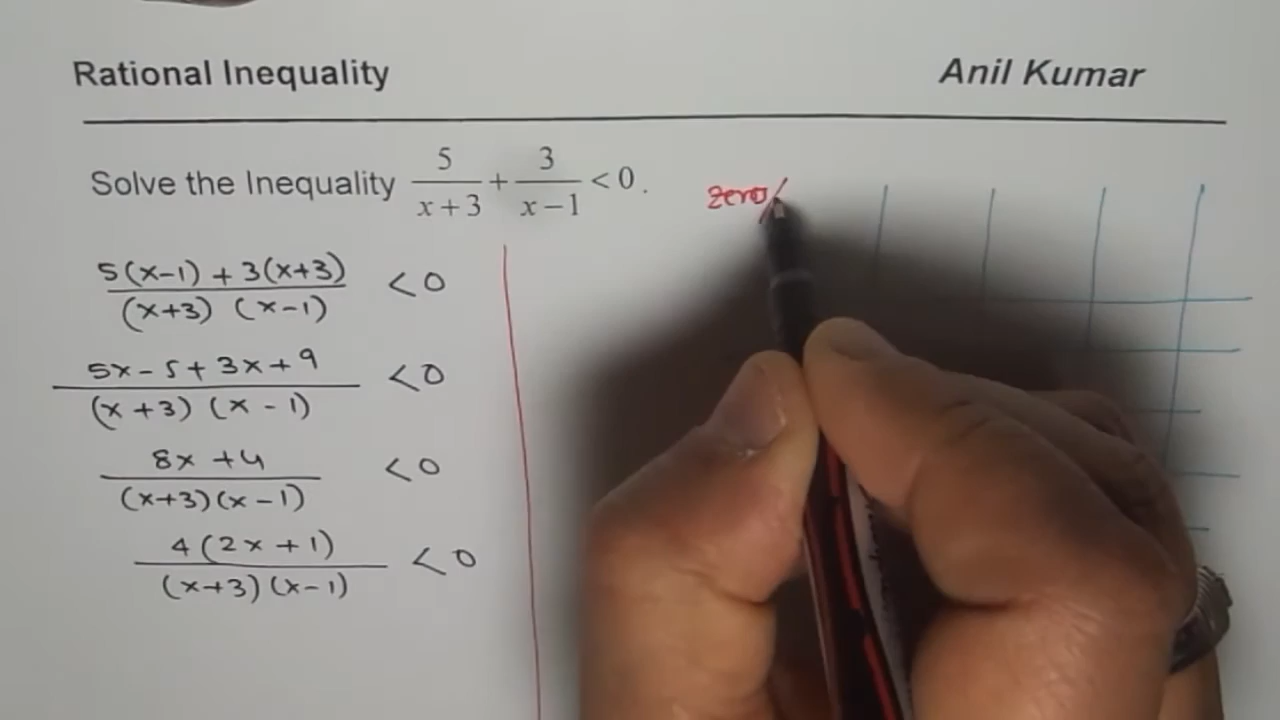 Rational Inequality Anil Kumar
Solve the Inequality 5/(x+3) + 3/(x−1) < 0.
zero/
5(x-1) + 3(x+3) / (x+3) (x-1) < 0
5x - 5 + 3x + 9 / (x+3) (x-1) < 0
8x + 4 / (x+3)(x-1) < 0
4(2x+1) / (x+3)(x-1) < 0